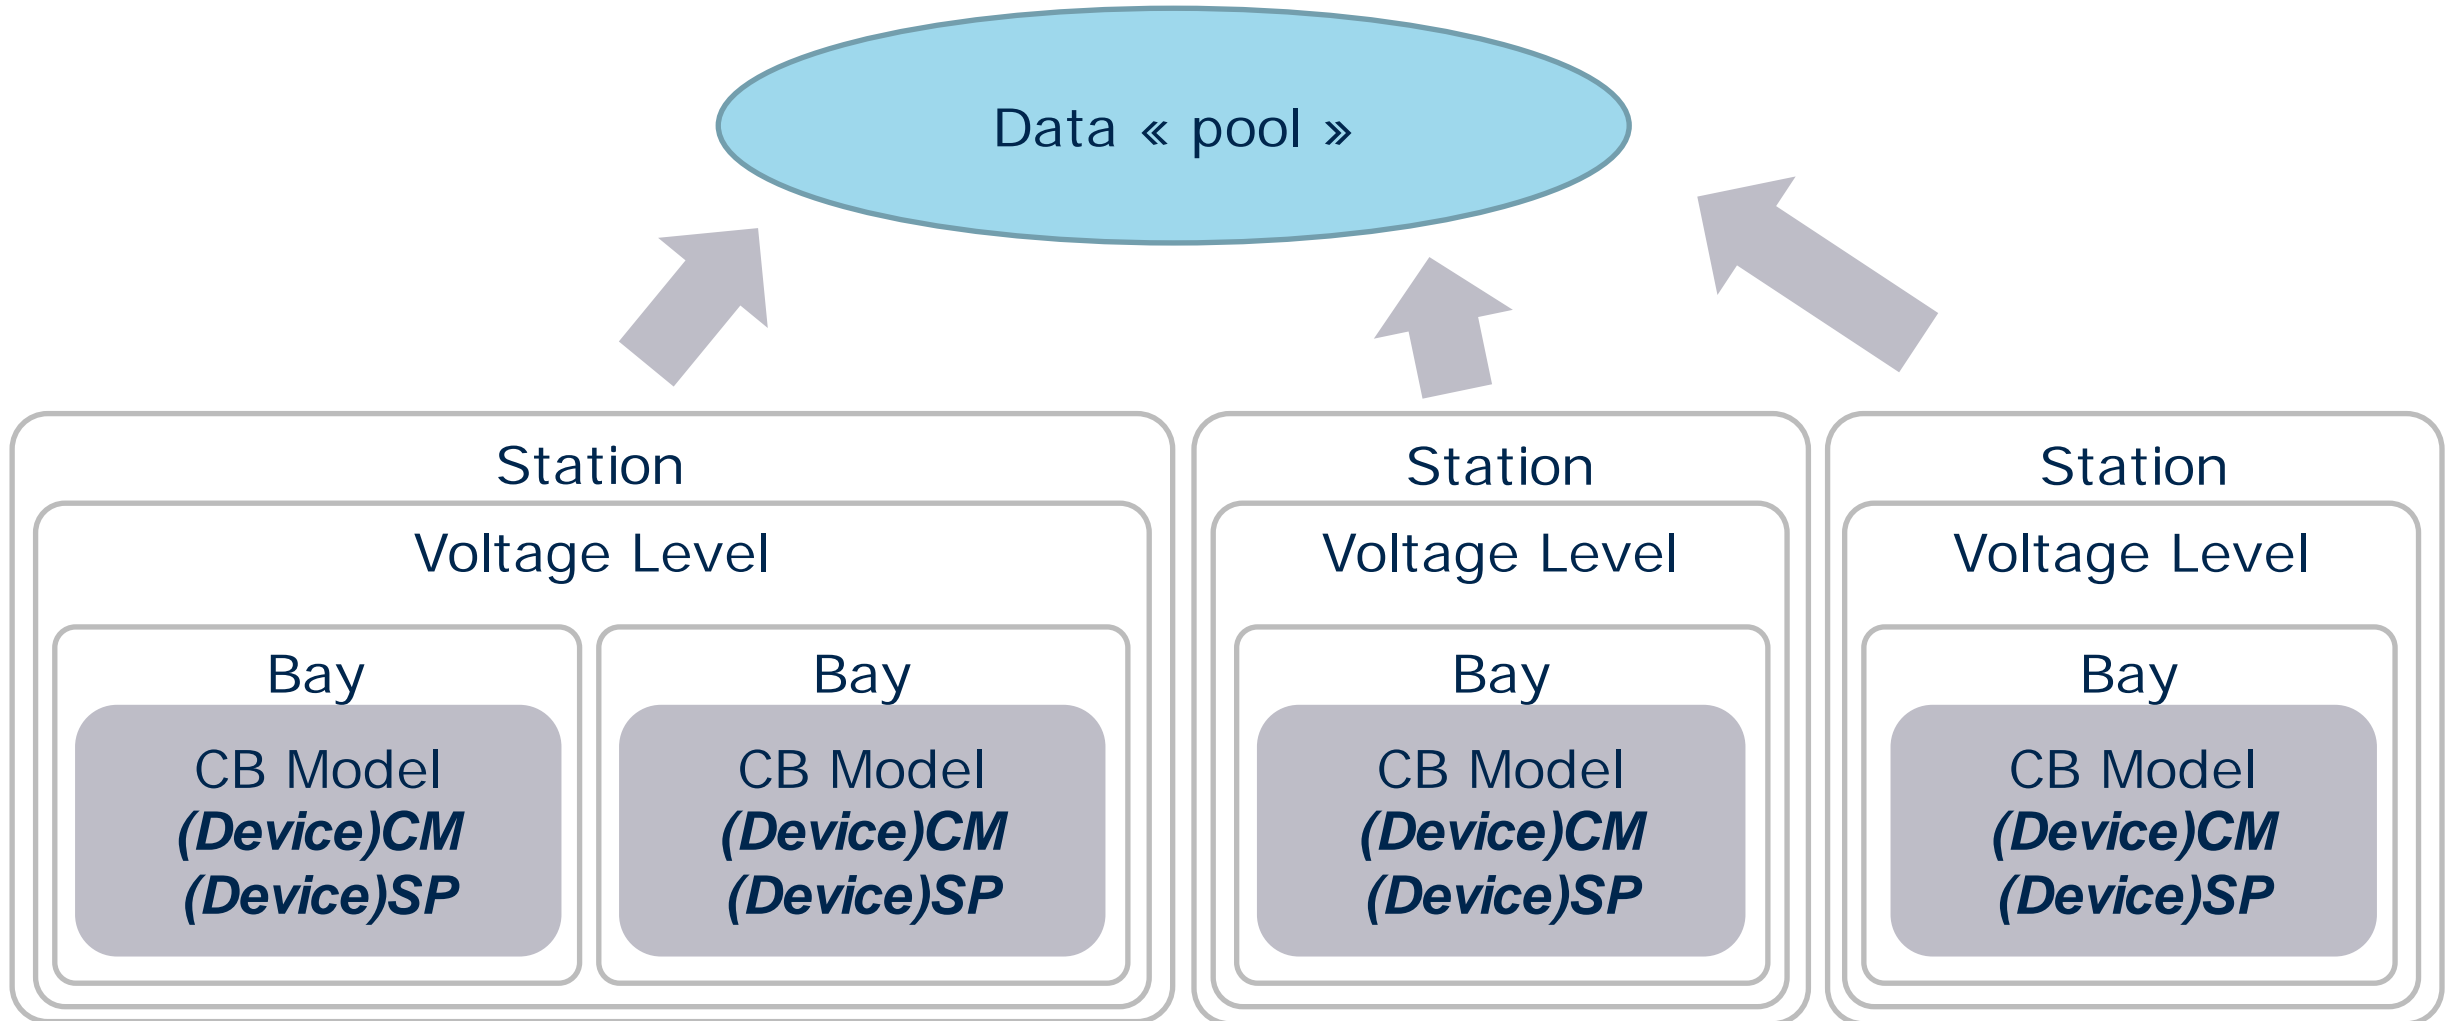 Data « pool »
Station
Voltage Level
Bay
CB Model
(Device)CM
(Device)SP
Bay
CB Model
(Device)CM
(Device)SP
Station
Voltage Level
Bay
CB Model
(Device)CM
(Device)SP
Station
Voltage Level
Bay
CB Model
(Device)CM
(Device)SP